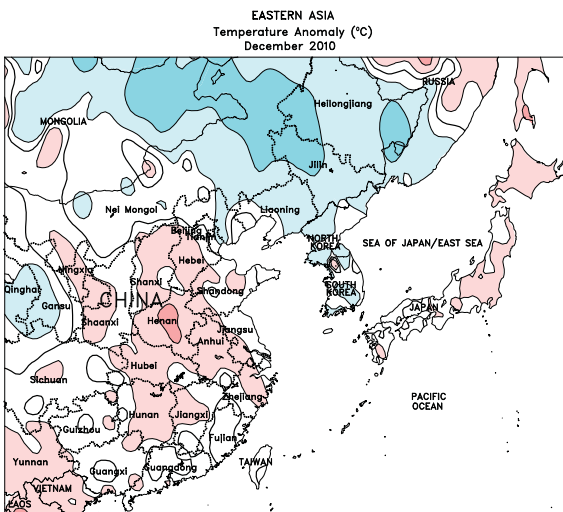 EASTERN ASIA
Temperature Anomaly (°C)
December 2010
RUSSIA
Heilongjiang
MONGOLIA
Jilin
Nei Mongol
Liaoning
Beijing
Tianjin
NORTH
KOREA
SEA OF JAPAN/EAST SEA
Hebei
Ningxia
Shanxi
Qinghai
Shandong
SOUTH
KOREA
CHINA
Gansu
JAPAN
Shaanxi
Henan
Jiangsu
Anhui
Hubei
Sichuan
Zhejiang
PACIFIC
OCEAN
Hunan
Jiangxi
Guizhou
Fujian
Yunnan
TAIWAN
Guangxi
Guangdong
VIETNAM
LAOS